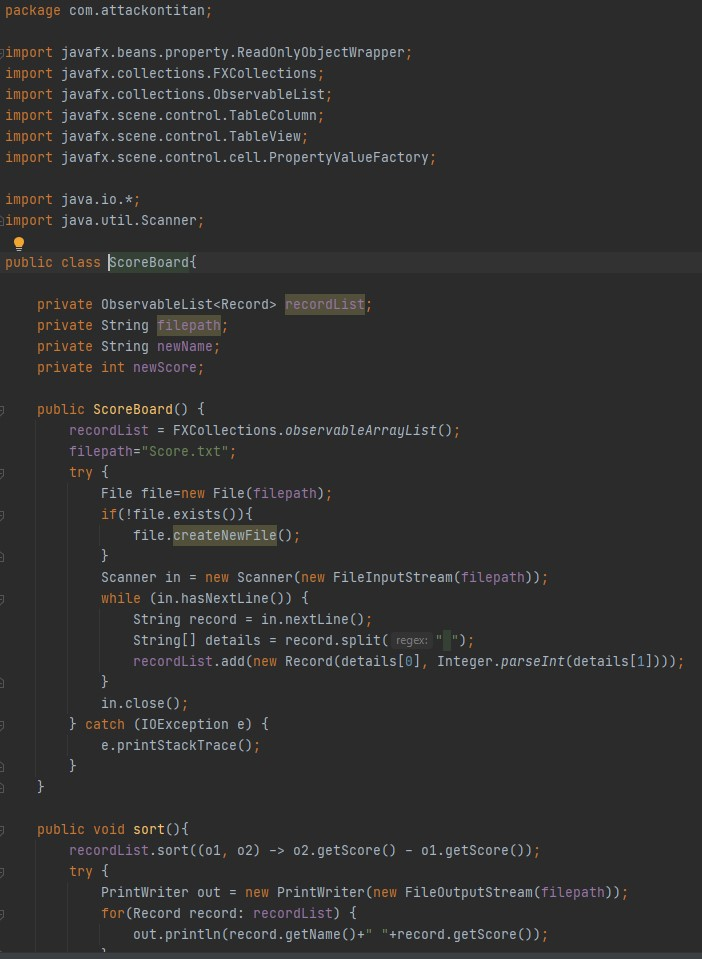 package com.attackontitan;
import javafx.beans.property.ReadOnlyObjectWrapper;
import javafx.collections.FXCollections;
import javafx.collections.ObservableList;
import javafx.scene.control.TableColumn;
import javafx.scene.control.TableView;
import javafx.scene.control.cell.PropertyValueFactory;
import java.io.*;
import java.util.Scanner;
public class ScoreBoard{
private ObservableList<Record> recordList;
private String filepath;
private String newName;
private int newScore;
public ScoreBoard() {
recordList = FXCollections.observableArrayList();
filepath="Score.txt";
try {
File file=new File(filepath);
if(!file.exists()){
file.createNewFile();
}
Scanner in = new Scanner(new FileInputStream(filepath));
while (in.hasNextLine()) {
String record = in.nextLine();
String[] details = record.split( regex: " ");
recordList.add(new Record(details[0], Integer.parseInt(details[1])));
}
in.close();
} catch (IOException e) {
e.printStackTrace();
}
}
public void sort(){
recordList.sort((o1, o2) -> o2.getScore() - o1.getScore());
try {
PrintWriter out = new PrintWriter(new FileOutputStream(filepath));
for(Record record: recordList) {
out.println(record.getName()+" "+record.getScore());
}